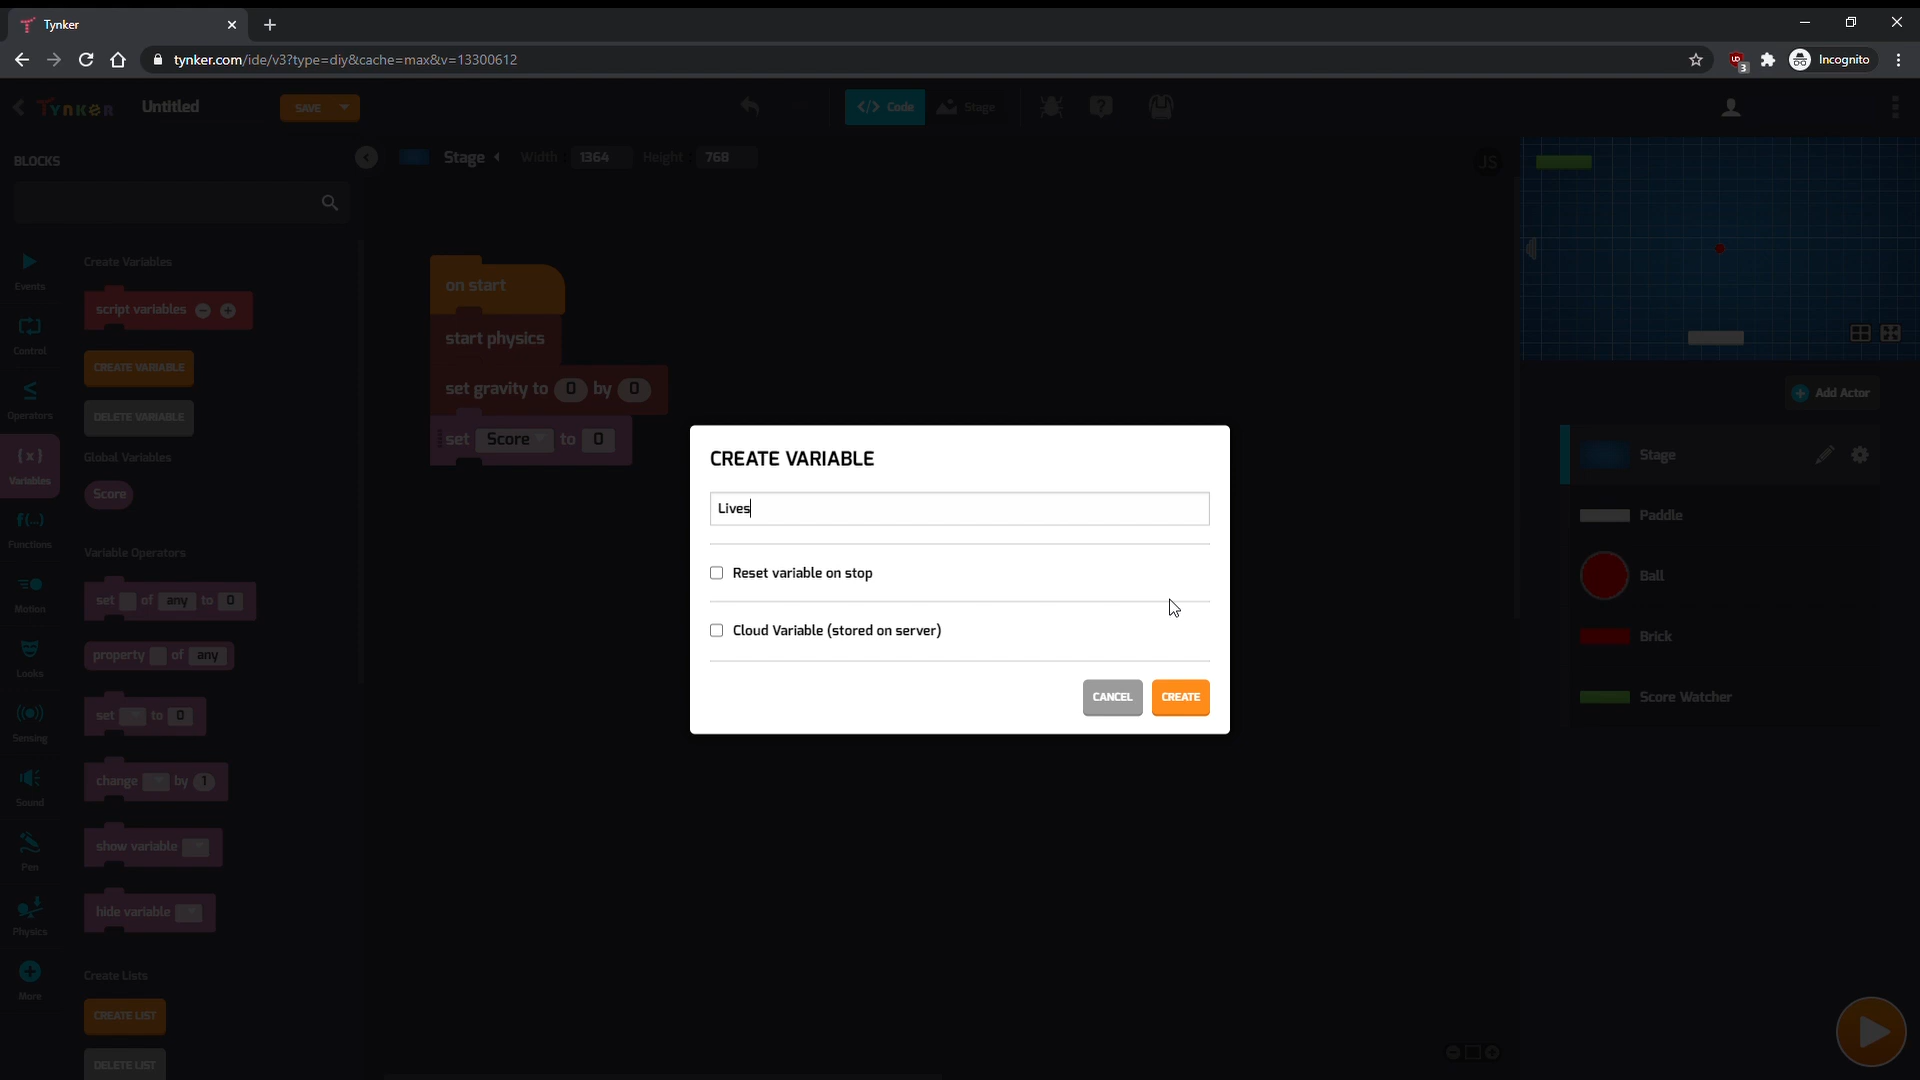 Tynker
tynker.com/ide/v3?type=diy&cache=max&v=13300612
3
Incognito
TYNKER
Untitled
SAVE
</> Code
Stage
BLOCKS
Stage
Width
1364
Height
768
JS
Events
Control
Operators
{x}
Variables
f(...)
Functions
Motion
Looks
Sensing
Sound
Pen
Physics
More
Create Variables
script variables
CREATE VARIABLE
DELETE VARIABLE
Global Variables
Score
Variable Operators
set of any to 0
property of any
set to 0
change by 1
show variable
hide variable
Create Lists
CREATE LIST
DELETE LIST
on start
start physics
set gravity to 0 by 0
set Score to 0
CREATE VARIABLE
Lives
Reset variable on stop
Cloud Variable (stored on server)
CANCEL
CREATE
Add Actor
Stage
Paddle
Ball
Brick
Score Watcher